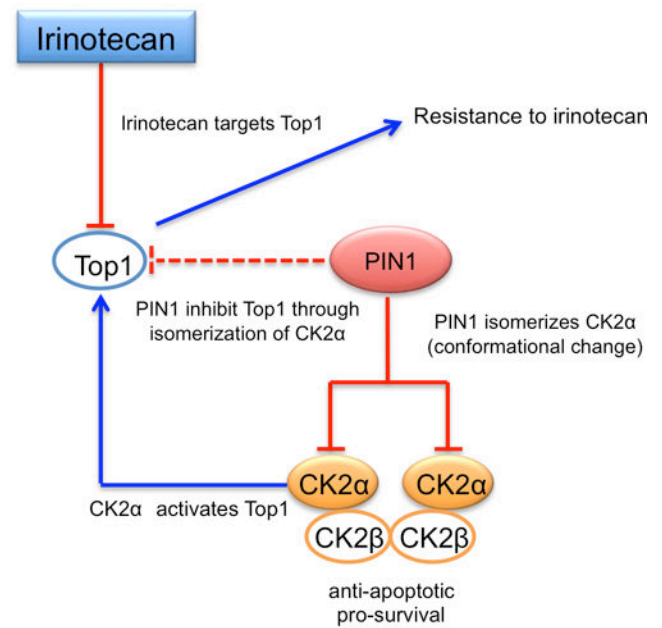 Irinotecan
Irinotecan targets Top1
Resistance to irinotecan
Top1
PIN1
PIN1 inhibit Top1 through
isomerization of CK2α
PIN1 isomerizes CK2α
(conformational change)
CK2α
CK2α
CK2α  activates Top1
CK2β
CK2β
anti-apoptotic
pro-survival